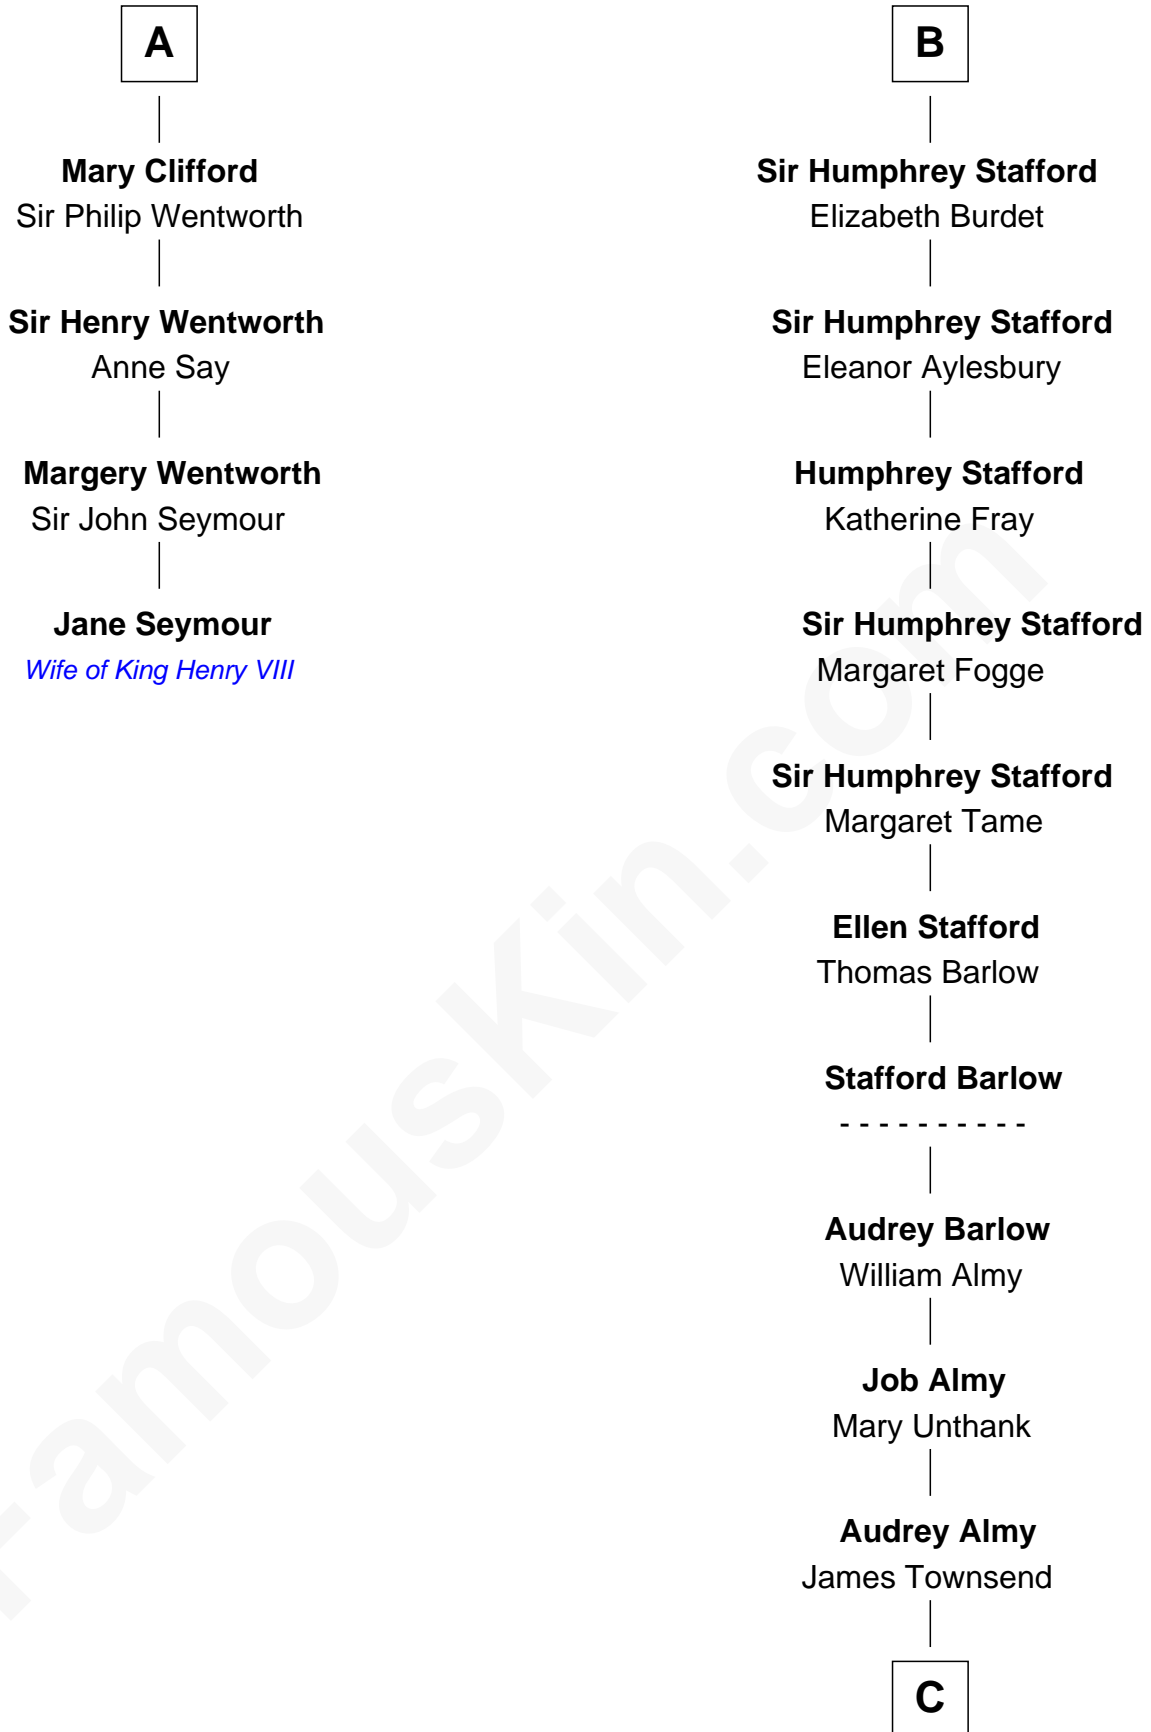 A
Mary Clifford
Sir Philip Wentworth
Sir Henry Wentworth
Anne Say
Margery Wentworth
Sir John Seymour
Jane Seymour
Wife of King Henry VIII
B
Sir Humphrey Stafford
Elizabeth Burdet
Sir Humphrey Stafford
Eleanor Aylesbury
Humphrey Stafford
Katherine Fray
Sir Humphrey Stafford
Margaret Fogge
Sir Humphrey Stafford
Margaret Tame
Ellen Stafford
Thomas Barlow
Stafford Barlow
- - - - - - - - - -
Audrey Barlow
William Almy
Job Almy
Mary Unthank
Audrey Almy
James Townsend
C
FamousKin.com